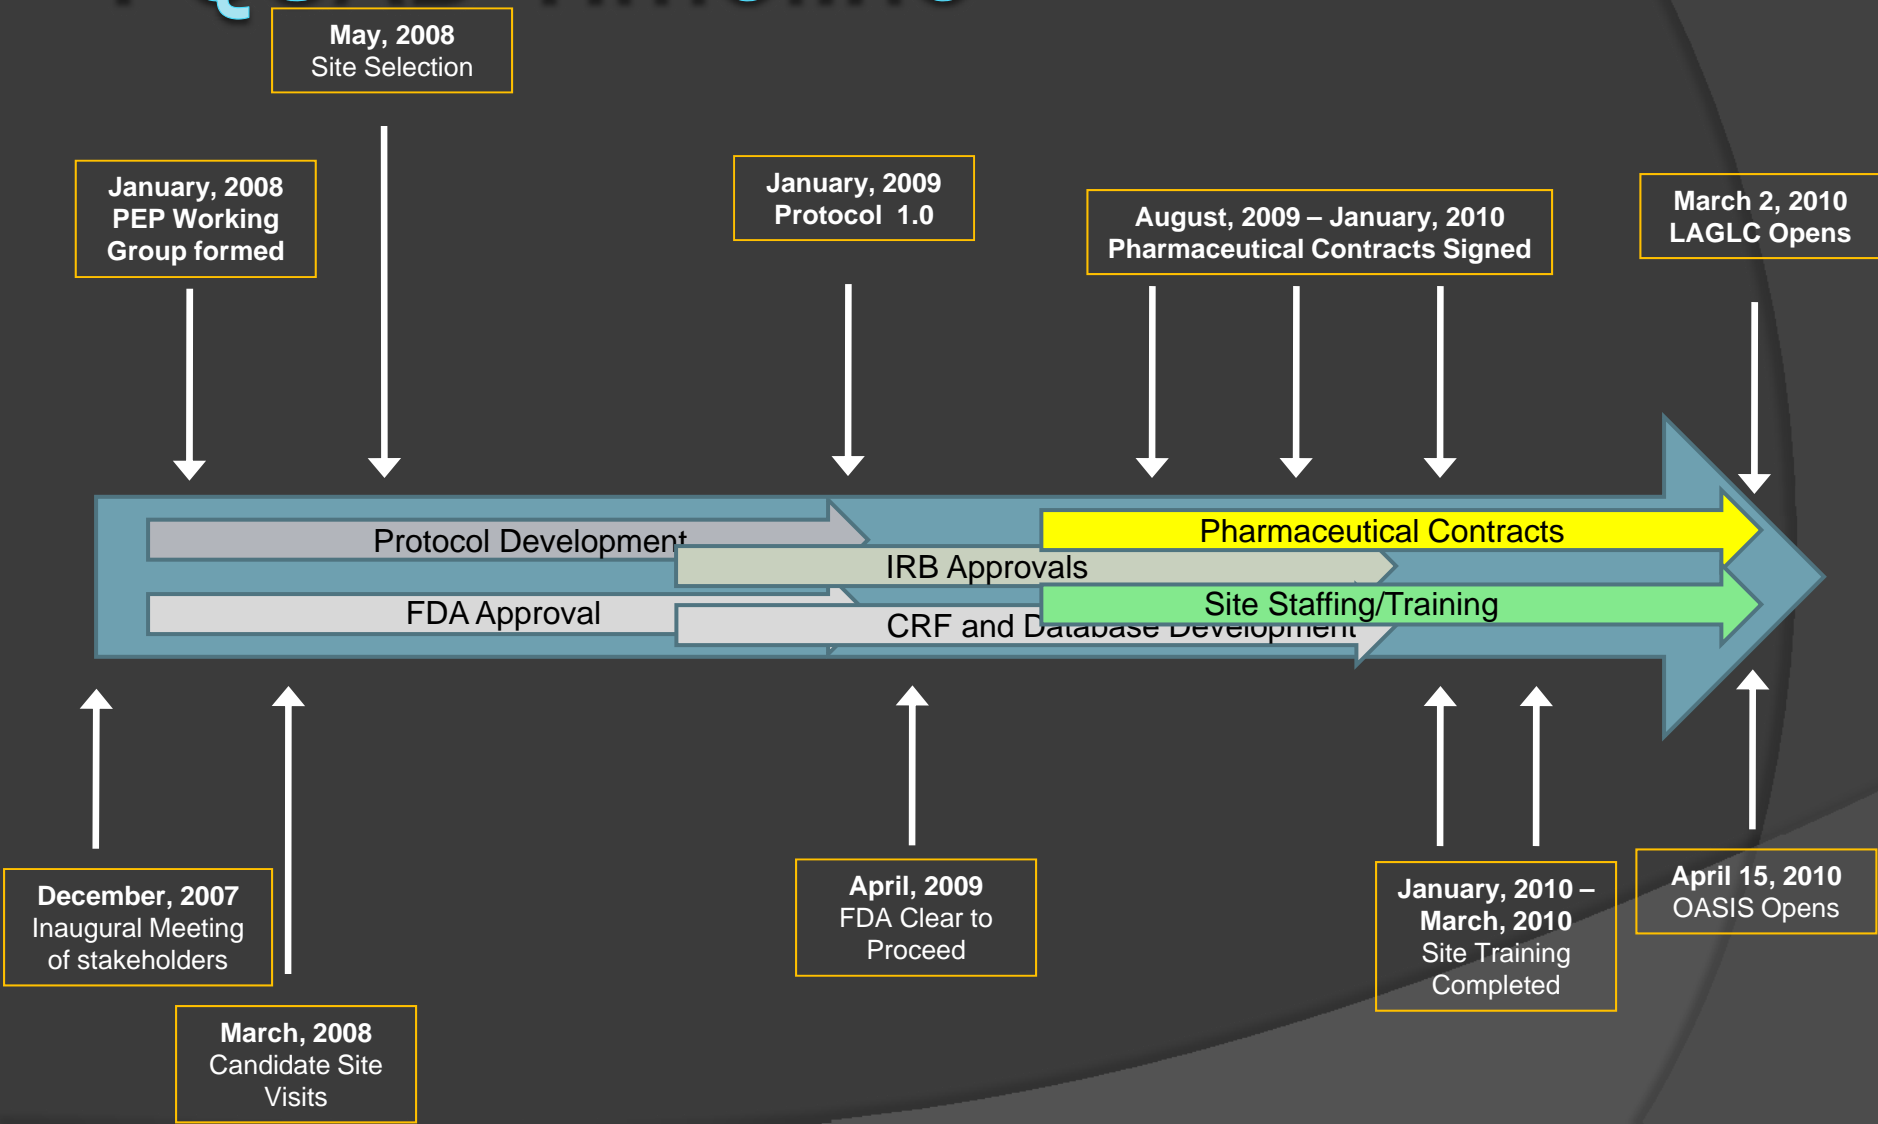 May, 2008
Site Selection
January, 2008
PEP Working
Group formed
January, 2009
Protocol 1.0
August, 2009 – January, 2010
Pharmaceutical Contracts Signed
March 2, 2010
LAGLC Opens
Protocol Development
Pharmaceutical Contracts
IRB Approvals
FDA Approval
Site Staffing/Training
CRF and Database Development
December, 2007
Inaugural Meeting
of stakeholders
March, 2008
Candidate Site
Visits
April, 2009
FDA Clear to
Proceed
January, 2010 –
March, 2010
Site Training
Completed
April 15, 2010
OASIS Opens